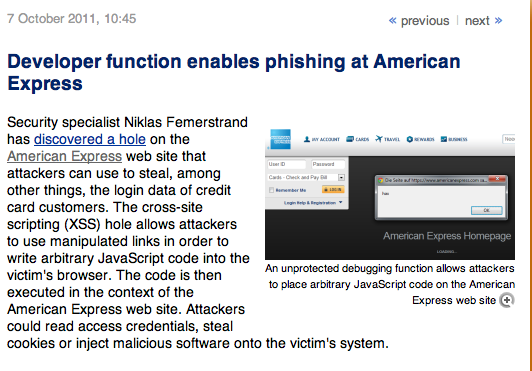 7 October 2011, 10:45
« previous | next »
Developer function enables phishing at American
Express
Security specialist Niklas Femerstrand
has discovered a hole on the
American Express web site that
attackers can use to steal, among
other things, the login data of credit
card customers. The cross-site
scripting (XSS) hole allows attackers
to use manipulated links in order to
write arbitrary JavaScript code into the
victim's browser. The code is then
executed in the context of the
American Express web site. Attackers
could read access credentials, steal
cookies or inject malicious software onto the victim's system.
MY ACCOUNT CARDS TRAVEL REWARDS BUSINESS
User ID Password
Cards - Check and Pay Bill
Remember Me LOG IN
Login Help & Registration
Die Seite auf https://www.americanexpress.com
OK
American Express Homepage
An unprotected debugging function allows attackers
to place arbitrary JavaScript code on the American
Express web site